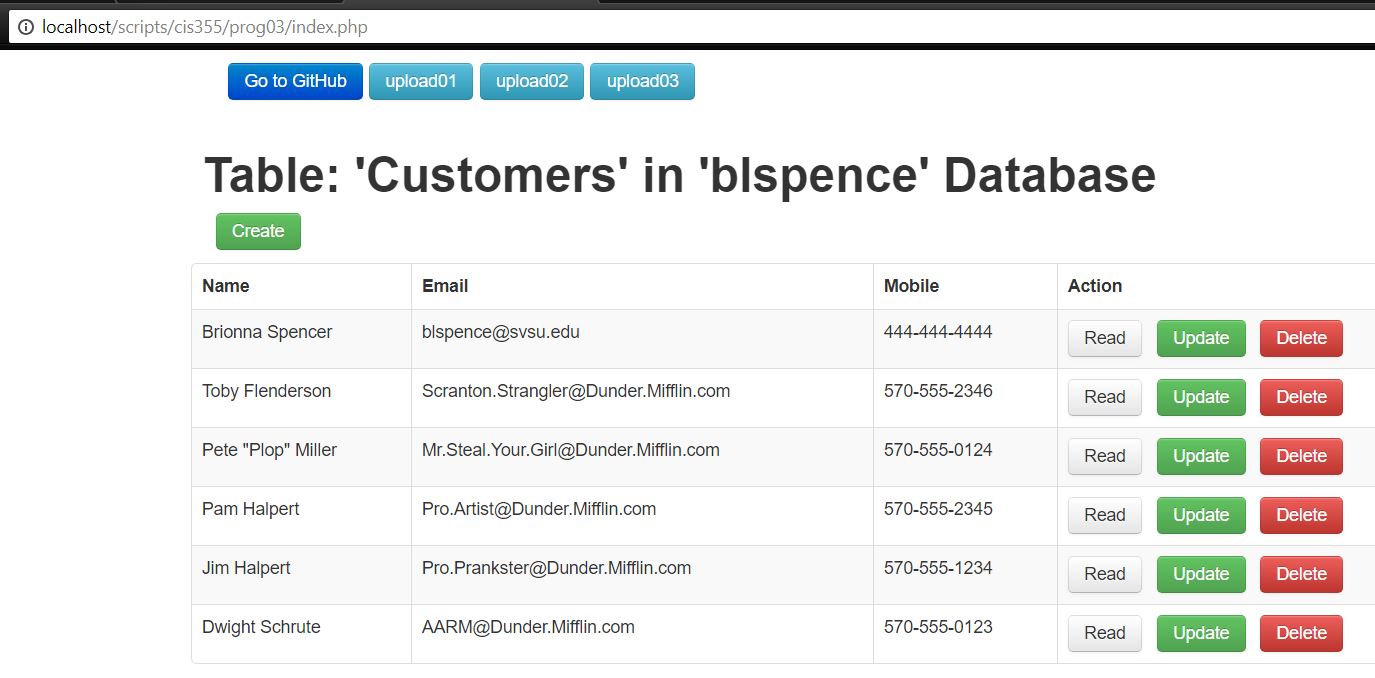 localhost/scripts/cis355/prog03/index.php
Go to GitHub upload01 upload02 upload03
Table: 'Customers' in 'blspence' Database
Create
Name Email Mobile Action
Brionna Spencer blspence@svsu.edu 444-444-4444 Read Update Delete
Toby Flenderson Scranton.Strangler@Dunder.Mifflin.com 570-555-2346 Read Update Delete
Pete "Plop" Miller Mr.Steal.Your.Girl@Dunder.Mifflin.com 570-555-0124 Read Update Delete
Pam Halpert Pro.Artist@Dunder.Mifflin.com 570-555-2345 Read Update Delete
Jim Halpert Pro.Prankster@Dunder.Mifflin.com 570-555-1234 Read Update Delete
Dwight Schrute AARM@Dunder.Mifflin.com 570-555-0123 Read Update Delete